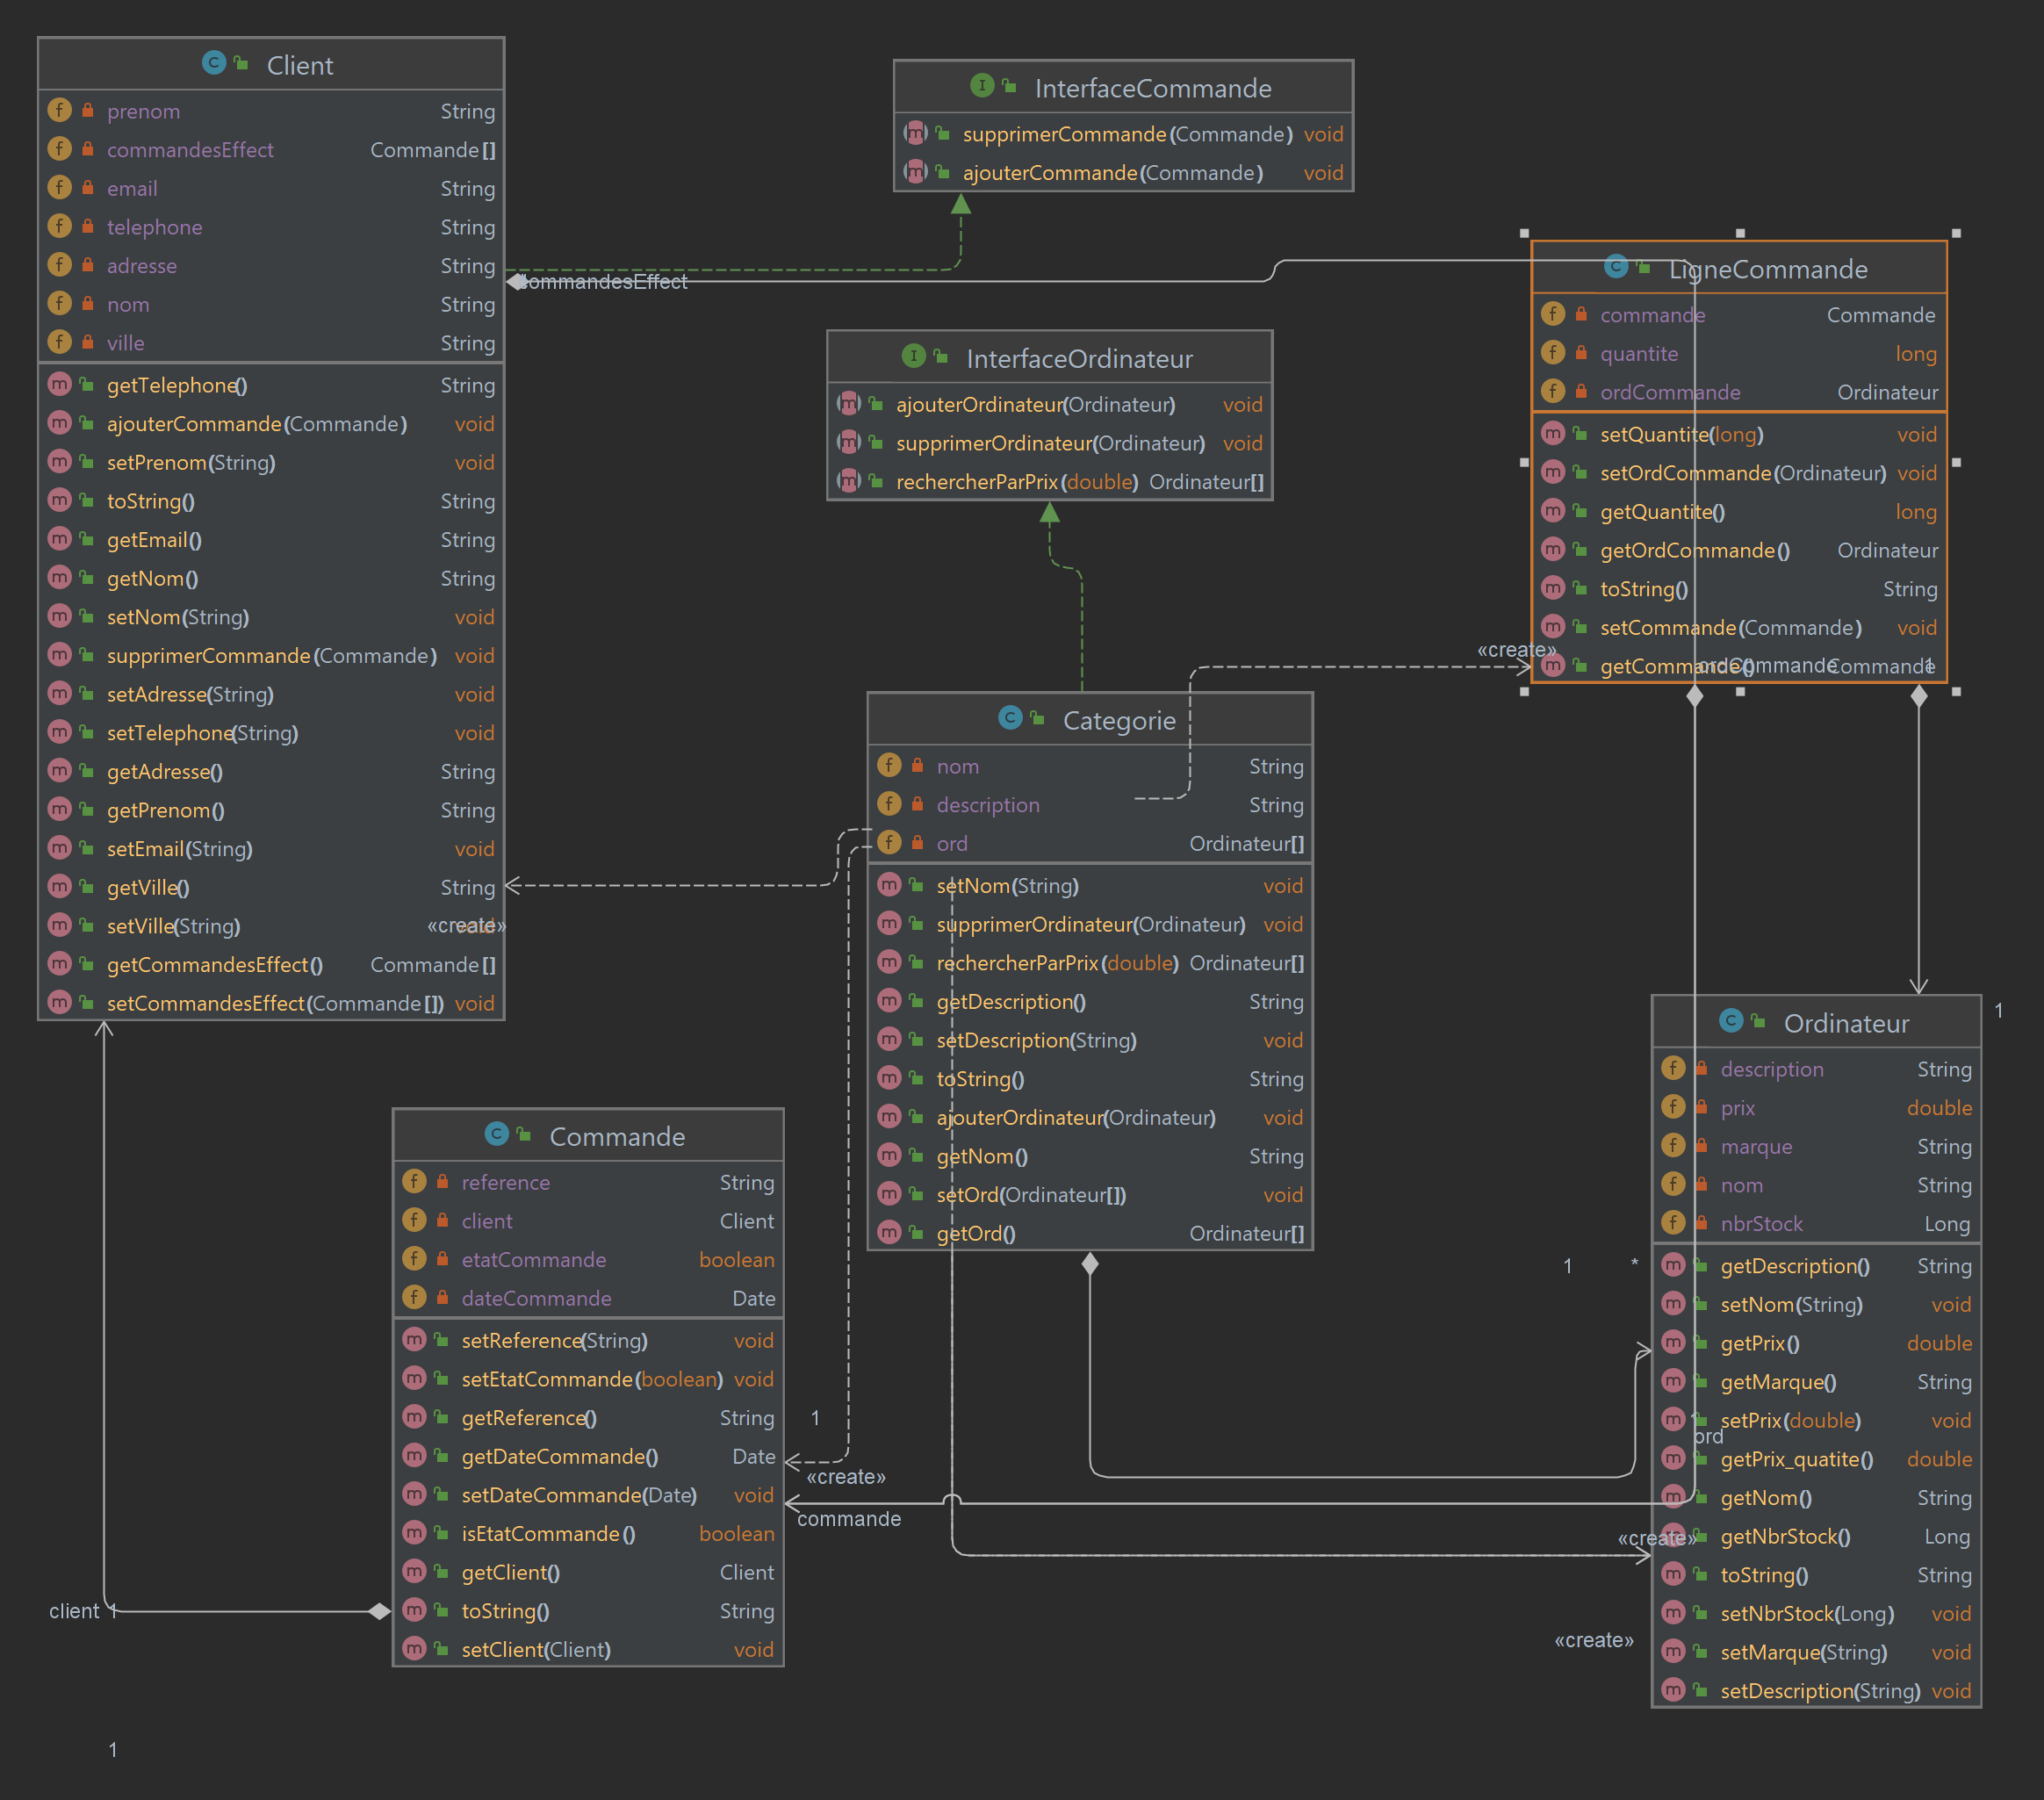 Client
prenom String
commandesEffect Commande[]
email String
telephone String
adresse String
nom String
ville String
getTelephone() String
ajouterCommande(Commande) void
setPrenom(String) void
toString() String
getEmail() String
getNom() String
setNom(String) void
supprimerCommande(Commande) void
setAdresse(String) void
setTelephone(String) void
getAdresse() String
getPrenom() String
setEmail(String) void
getVille() String
setVille(String) void
«create»
getCommandesEffect() Commande[]
setCommandesEffect(Commande[]) void
InterfaceCommande
supprimerCommande(Commande) void
ajouterCommande(Commande) void
commandesEffect
InterfaceOrdinateur
ajouterOrdinateur(Ordinateur) void
supprimerOrdinateur(Ordinateur) void
rechercherParPrix(double) Ordinateur[]
LigneCommande
commande Commande
quantite long
ordCommande Ordinateur
setQuantite(long) void
setOrdCommande(Ordinateur) void
getQuantite() long
getOrdCommande() Ordinateur
toString() String
setCommande(Commande) void
getCommande() Commande
«create»
ordCommande 1
Categorie
nom String
description String
ord Ordinateur[]
setNom(String) void
supprimerOrdinateur(Ordinateur) void
rechercherParPrix(double) Ordinateur[]
getDescription() String
setDescription(String) void
toString() String
ajouterOrdinateur(Ordinateur) void
getNom() String
setOrd(Ordinateur[]) void
getOrd() Ordinateur[]
Commande
reference String
client Client
etatCommande boolean
dateCommande Date
setReference(String) void
setEtatCommande(boolean) void
getReference() String
getDateCommande() Date
setDateCommande(Date) void
isEtatCommande() boolean
getClient() Client
toString() String
setClient(Client) void
1
«create»
commande
client 1
1
Ordinateur
1
description String
prix double
marque String
nom String
nbrStock Long
getDescription() String
setNom(String) void
getPrix() double
getMarque() String
setPrix(double) void
getPrix_quatite() double
getNom() String
getNbrStock() Long
toString() String
setNbrStock(Long) void
setMarque(String) void
setDescription(String) void
1 *
ord
«create»
«create»